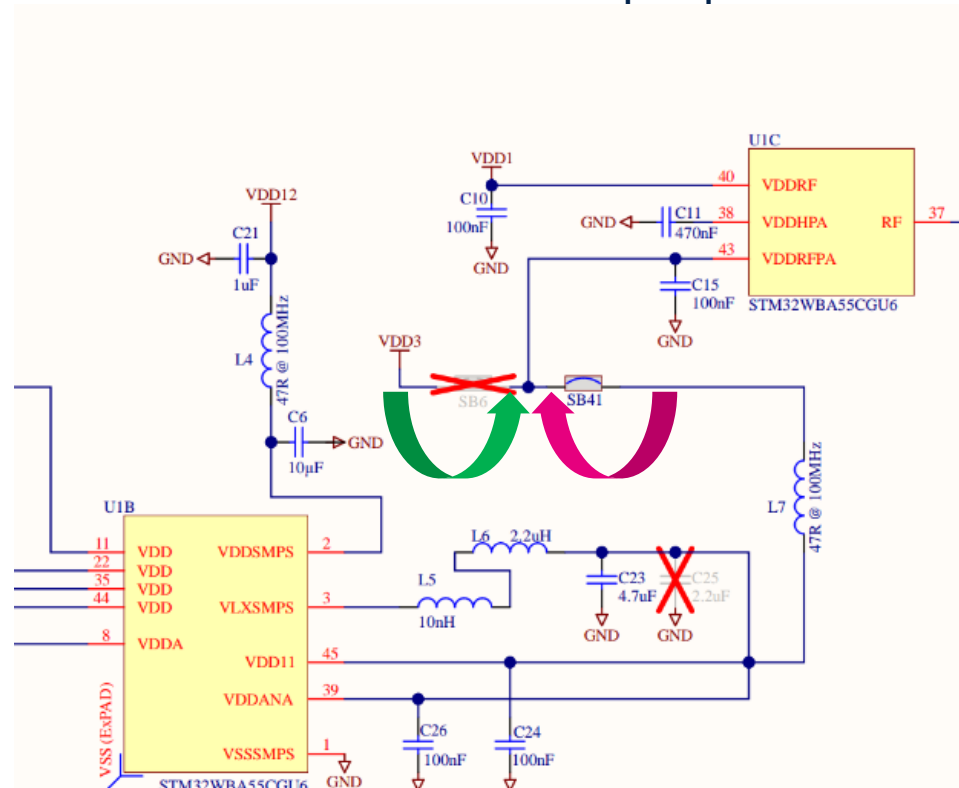 U1C
VDD1
40 VDDRF
C10
100nF
GND
GND
C11
470nF
38 VDDHPA
RF 37
43 VDDRFPA
C15
100nF
GND
STM32WBA55CGU6
VDD12
C21
GND
1uF
L4
47R @ 100MHz
C6
GND
10µF
VDD3
SB6
SB41
L7
47R @ 100MHz
U1B
11 VDD
22 VDD
35 VDD
44 VDD
8 VDDA
VDDSMPS 2
VLXSMPS 3
VDD11 45
VDDANA 39
VSSSMPS 1
VSS (ExPAD)
STM32WBA55CGU6
GND
L6 2.2uH
L5
10nH
C23
4.7uF
GND
C25
2.2uF
GND
C26
100nF
C24
100nF